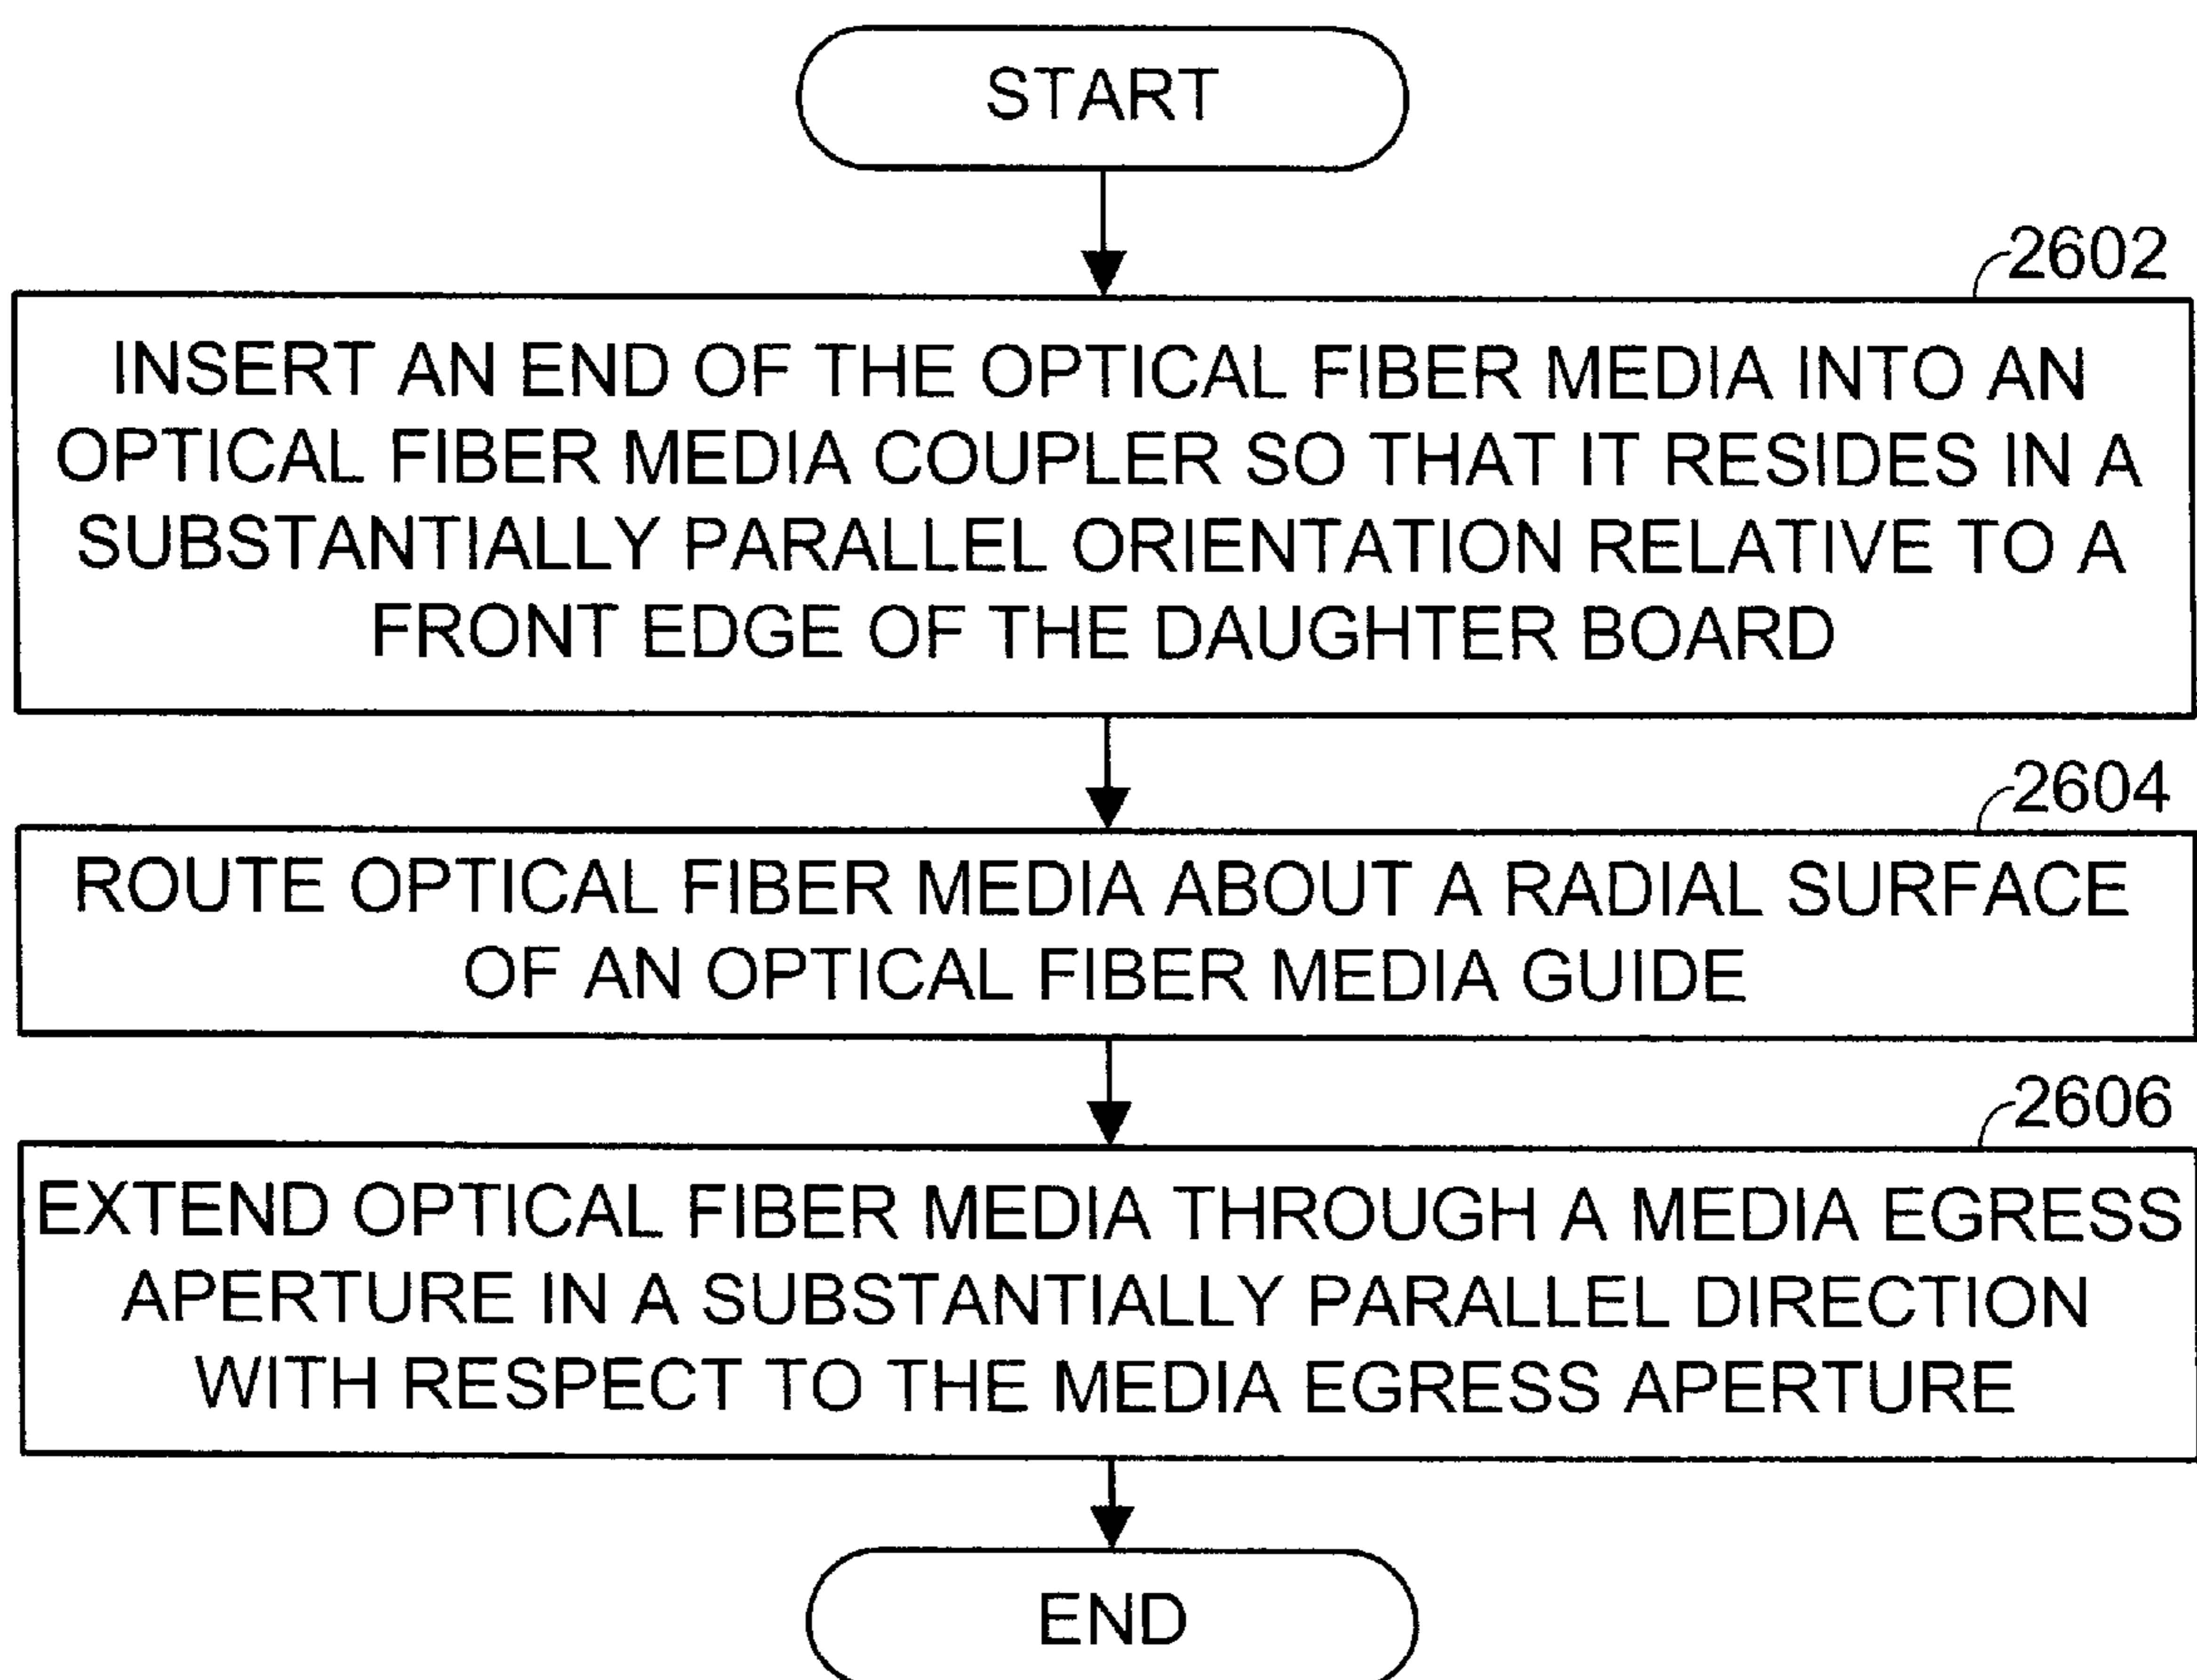 START
2602
INSERT AN END OF THE OPTICAL FIBER MEDIA INTO AN
OPTICAL FIBER MEDIA COUPLER SO THAT IT RESIDES IN A
SUBSTANTIALLY PARALLEL ORIENTATION RELATIVE TO A
FRONT EDGE OF THE DAUGHTER BOARD
2604
ROUTE OPTICAL FIBER MEDIA ABOUT A RADIAL SURFACE
OF AN OPTICAL FIBER MEDIA GUIDE
2606
EXTEND OPTICAL FIBER MEDIA THROUGH A MEDIA EGRESS
APERTURE IN A SUBSTANTIALLY PARALLEL DIRECTION
WITH RESPECT TO THE MEDIA EGRESS APERTURE
END